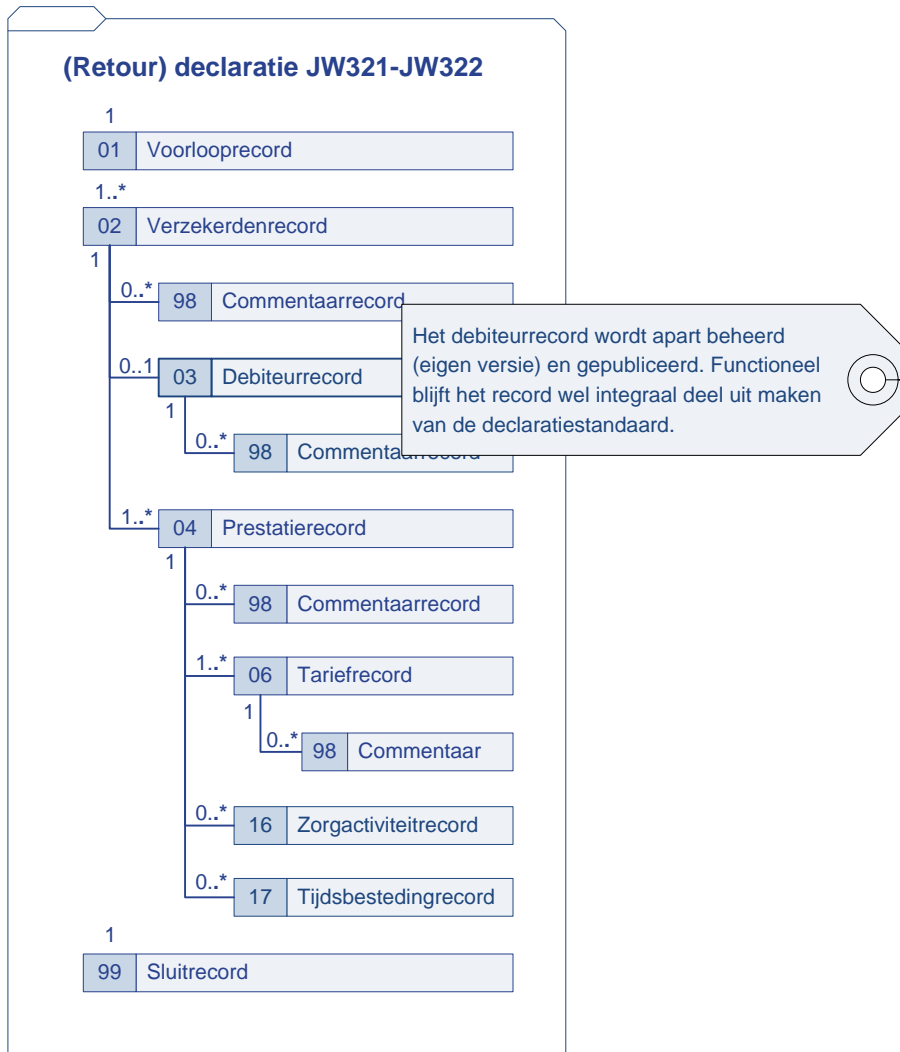 (Retour) declaratie JW321-JW322
1
01 Voorlooprecord
1..*
02 Verzekerdenrecord
1
0..* 98 Commentaarrecord
Het debiteurrecord wordt apart beheerd
(eigen versie) en gepubliceerd. Functioneel
blijft het record wel integraal deel uit maken
van de declaratiestandaard.
0..1 03 Debiteurrecord
1
0..* 98 Commentaarrecord
1..* 04 Prestatierecord
1
0..* 98 Commentaarrecord
1..* 06 Tariefrecord
1
0..* 98 Commentaar
0..* 16 Zorgactiviteitrecord
0..* 17 Tijdsbestedingrecord
1
99 Sluitrecord